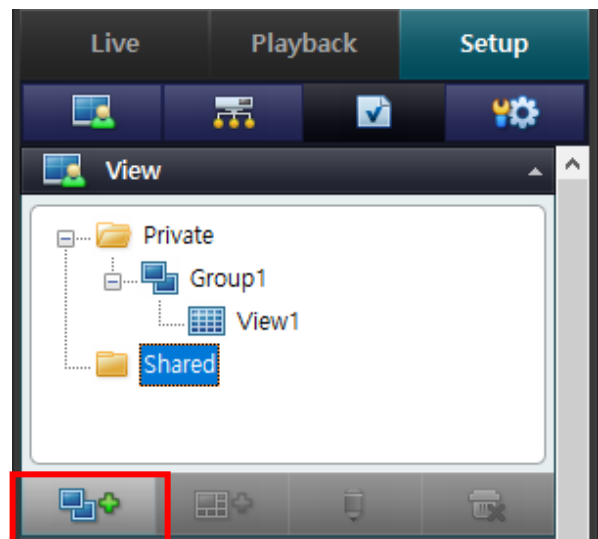 Live Playback Setup
View
Private
Group1
View1
Shared